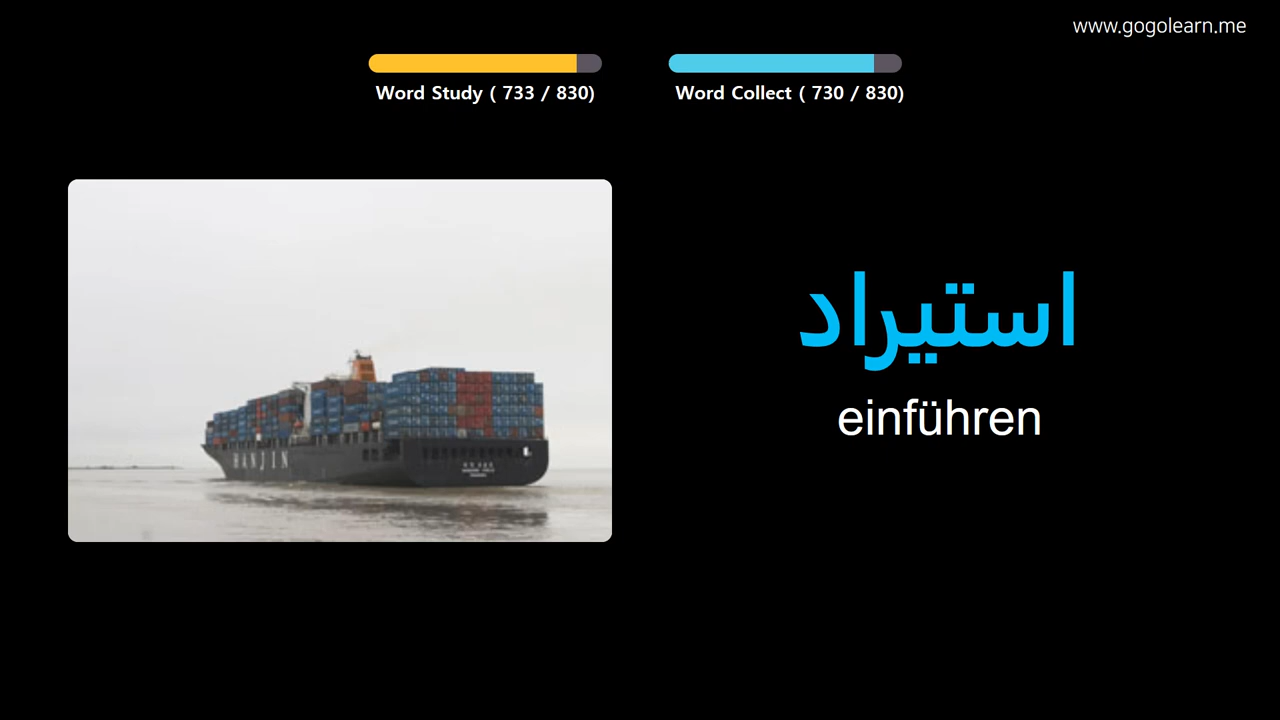 www.gogolearn.me
Word Study ( 733 / 830)
Word Collect ( 730 / 830)
استيراد
einführen
HANJIN